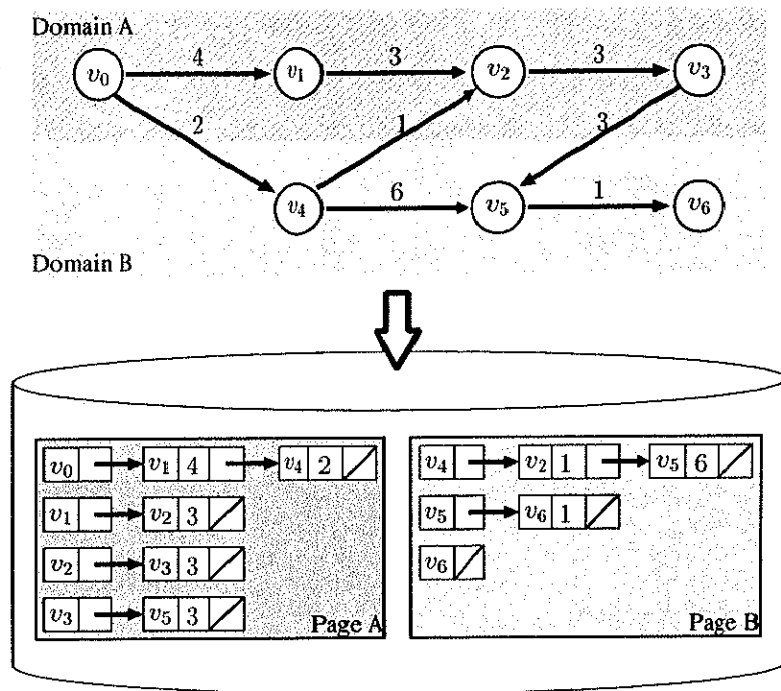 Domain A
v0 4 v1 3 v2 3 v3
2 1 3
v4 6 v5 1 v6
Domain B
v0 v1 4 v4 2
v1 v2 3
v2 v3 3
v3 v5 3
Page A
v4 v2 1 v5 6
v5 v6 1
v6
Page B